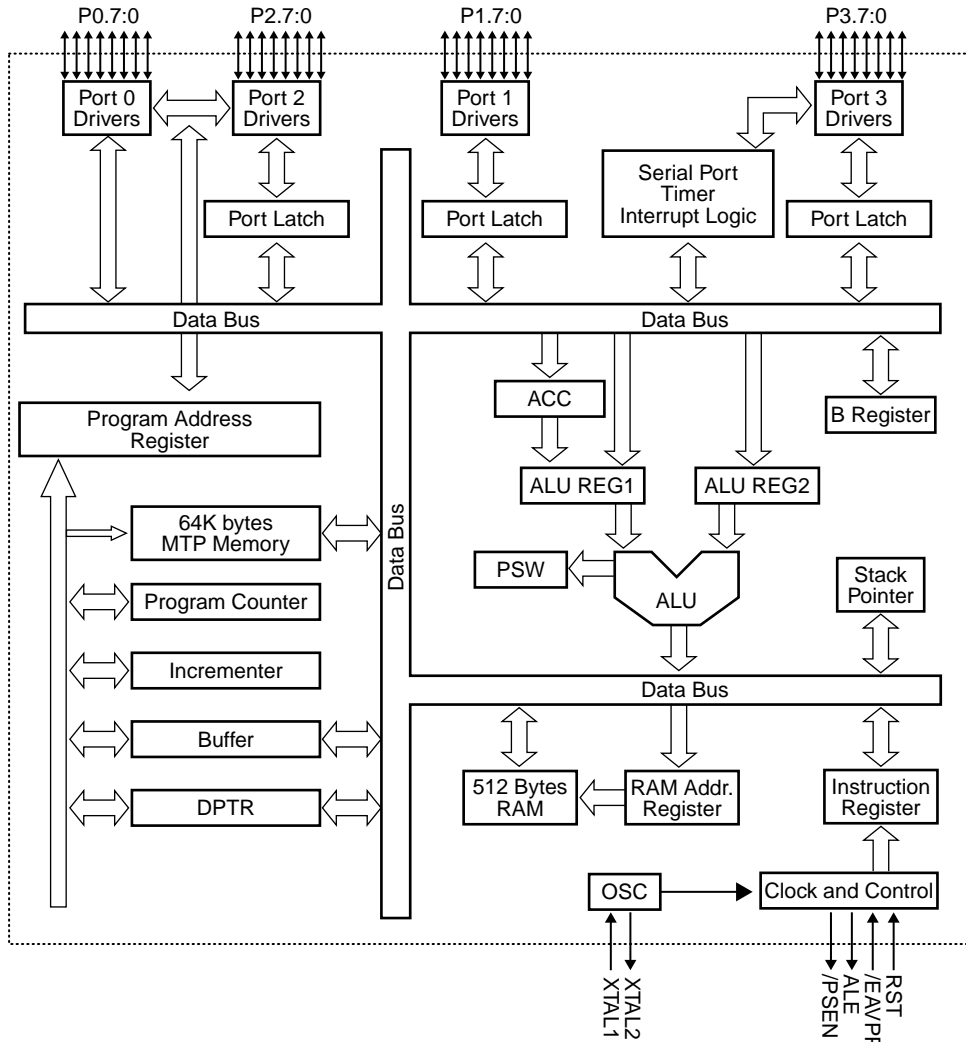 P0.7:0
P2.7:0
P1.7:0
P3.7:0
Port 0
Drivers
Port 2
Drivers
Port 1
Drivers
Port 3
Drivers
Serial Port
Timer
Interrupt Logic
Port Latch
Port Latch
Port Latch
Data Bus
Data Bus
ACC
B Register
Program Address
Register
ALU REG1
ALU REG2
64K bytes
MTP Memory
Data Bus
PSW
ALU
Stack
Pointer
Program Counter
Incrementer
Data Bus
Buffer
512 Bytes
RAM
RAM Addr.
Register
Instruction
Register
DPTR
OSC
Clock and Control
XTAL1
XTAL2
/PSEN
ALE
RST